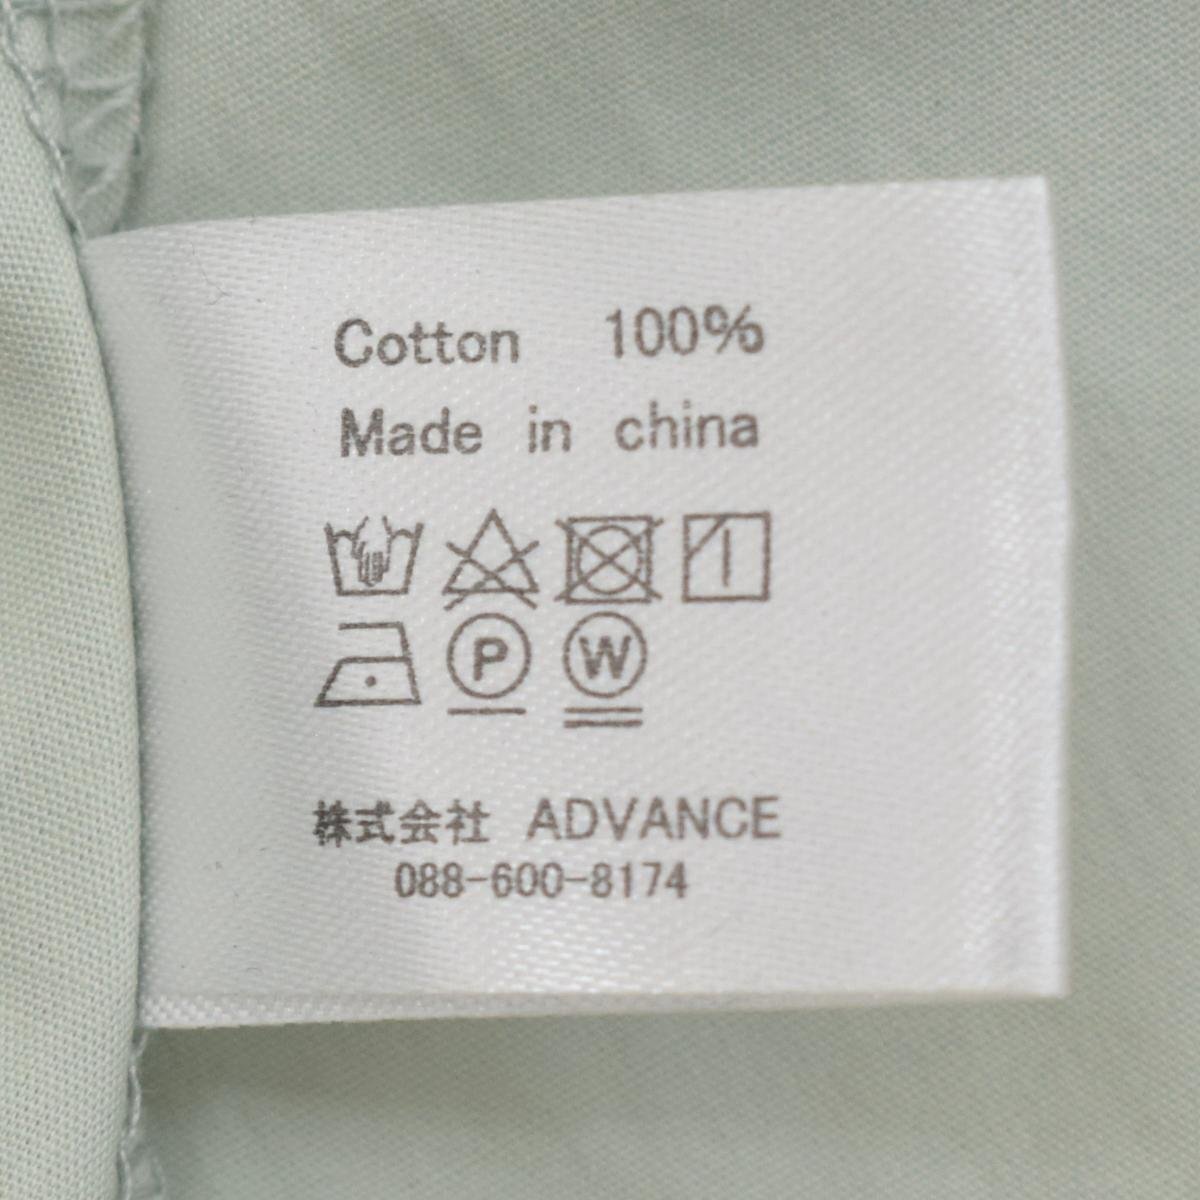 Cotton 100%
Made in china
P W
株式会社 ADVANCE
088-600-8174